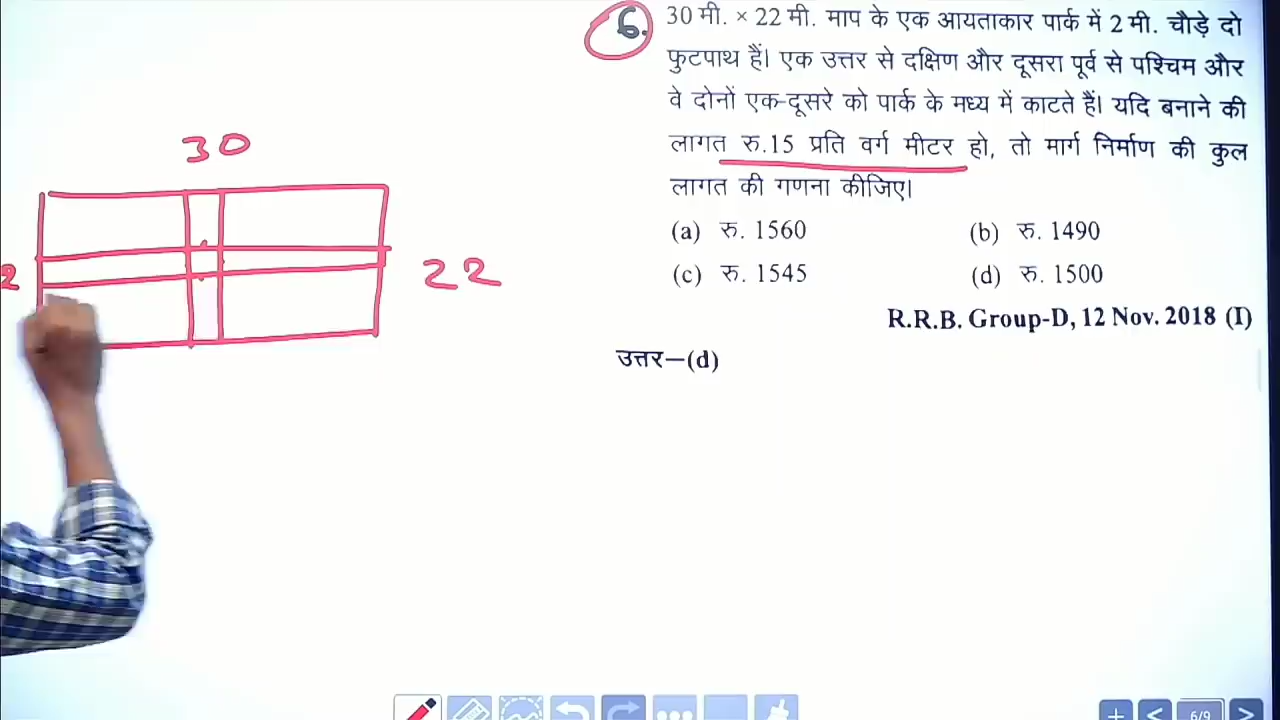 6. 30 मी. × 22 मी. माप के एक आयताकार पार्क में 2 मी. चौड़े दो
फुटपाथ हैं। एक उत्तर से दक्षिण और दूसरा पूर्व से पश्चिम और
वे दोनों एक-दूसरे को पार्क के मध्य में काटते हैं। यदि बनाने की
लागत रु.15 प्रति वर्ग मीटर हो, तो मार्ग निर्माण की कुल
लागत की गणना कीजिए।
(a) रु. 1560 (b) रु. 1490
(c) रु. 1545 (d) रु. 1500
R.R.B. Group-D, 12 Nov. 2018 (I)
उत्तर–(d)
30
2
22
6/9